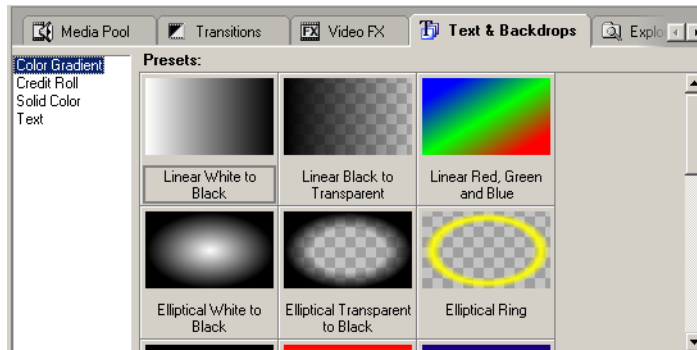 Media Pool
Transitions
FX Video FX
Text & Backdrops
Explo
Color Gradient
Credit Roll
Solid Color
Text
Presets:
Linear White to
Black
Linear Black to
Transparent
Linear Red, Green
and Blue
Elliptical White to
Black
Elliptical Transparent
to Black
Elliptical Ring